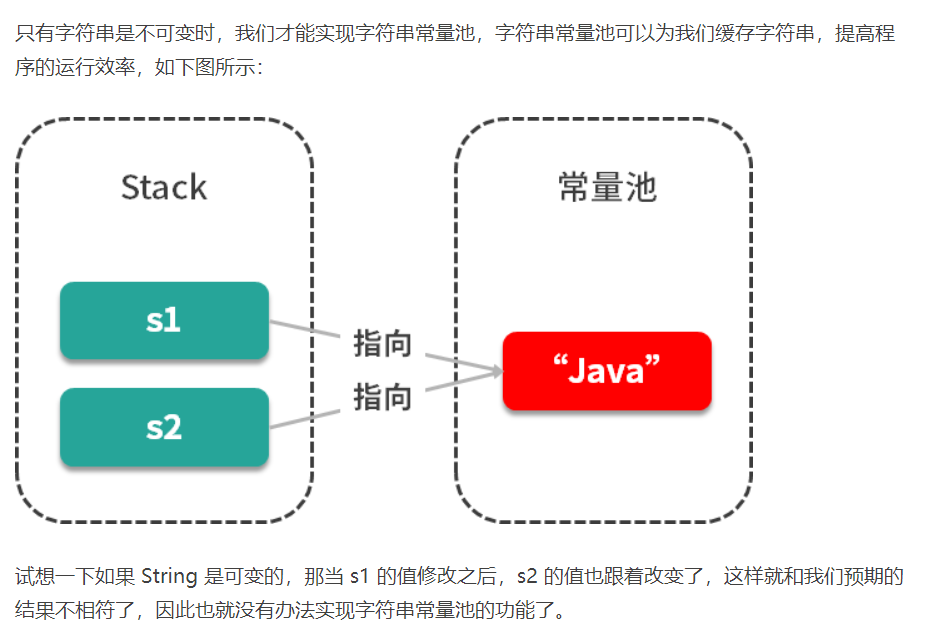 只有字符串是不可变时，我们才能实现字符串常量池，字符串常量池可以为我们缓存字符串，提高程
序的运行效率，如下图所示：
Stack
常量池
s1
指向
“Java”
指向
s2
试想一下如果 String 是可变的，那当 s1 的值修改之后，s2 的值也跟着改变了，这样就和我们预期的
结果不相符了，因此也就没有办法实现字符串常量池的功能了。